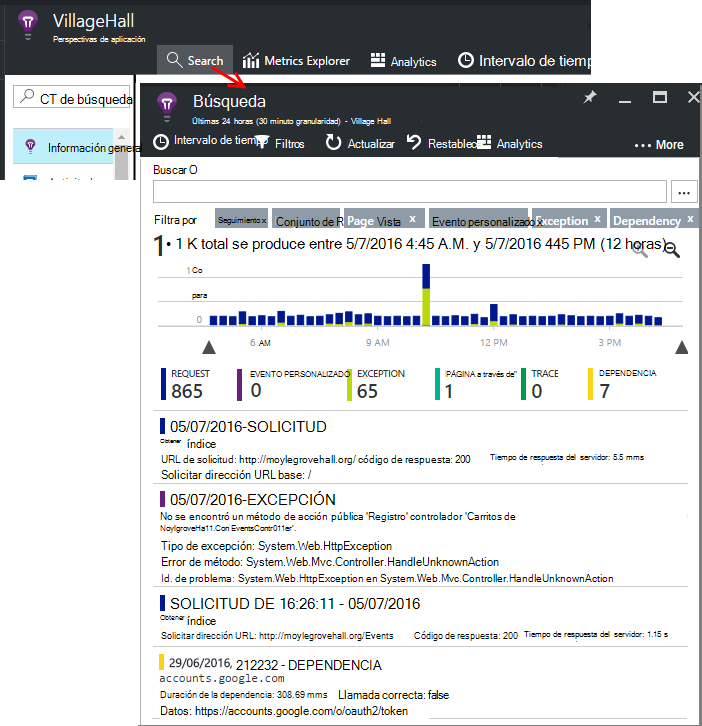 VillageHall
Perspectivas de aplicación
Search Metrics Explorer Analytics Intervalo de tiemp
CT de búsqueda
Información general
Búsqueda
Últimas 24 horas (30 minuto granularidad) - Village Hall
Intervalo de tiempo Filtros Actualizar Restablec Analytics ... More
Buscar O
...
Filtra por Seguimiento x Conjunto de R Page Vista x Evento personalizado x Exception x Dependency x
1• 1 K total se produce entre 5/7/2016 4:45 A.M. y 5/7/2016 445 PM (12 horas)
1 Co
para
0
6 AM 9 AM 12 PM 3 PM
REQUEST EVENTO PERSONALIZADO EXCEPTION PÁGINA a través de" TRACE DEPENDENCIA
865 0 65 1 0 7
05/07/2016-SOLICITUD
Obtener índice
URL de solicitud: http://moylegrovehall.org/ código de respuesta: 200 Tiempo de respuesta del servidor: 5.5 mms
Solicitar dirección URL base: /
05/07/2016-EXCEPCIÓN
No se encontró un método de acción pública 'Registro' controlador 'Carritos de
NoylgroveHa11.Con EventsContr011er'.
Tipo de excepción: System.Web.HttpException
Error de método: System.Web.Mvc.Controller.HandleUnknownAction
Id. de problema: System.Web.HttpException en System.Web.Mvc.Controller.HandleUnknownAction
SOLICITUD DE 16:26:11 - 05/07/2016
Obtener índice
Solicitar dirección URL: http://moylegrovehall.org/Events Código de respuesta: 200 Tiempo de respuesta del servidor: 1.15 s
29/06/2016, 212232 - DEPENDENCIA
accounts.google.com
Duración de la dependencia: 308.69 mms Llamada correcta: false
Datos: https://accounts.google.com/o/oauth2/token